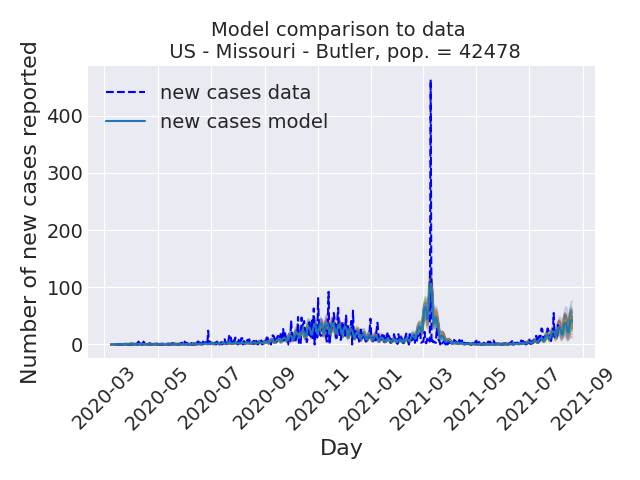 Model comparison to data
US - Missouri - Butler, pop. = 42478
Number of new cases reported
new cases data
new cases model
400
300
200
100
0
2020-03
2020-05
2020-07
2020-09
2020-11
2021-01
2021-03
2021-05
2021-07
2021-09
Day